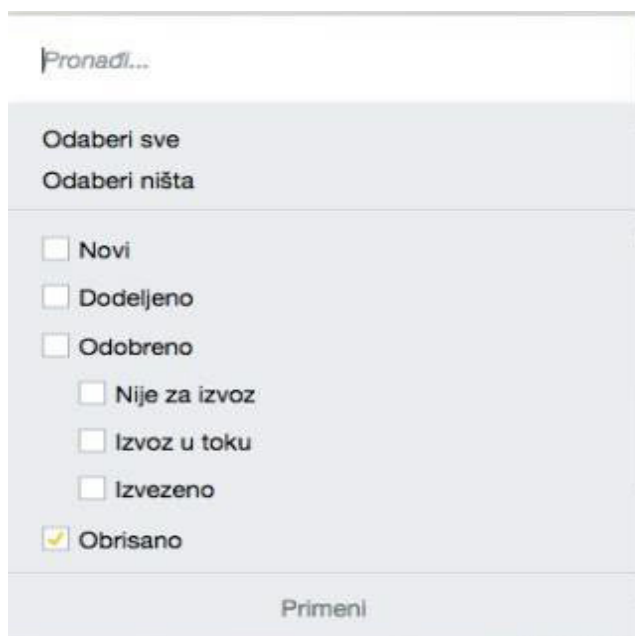 Pronađi...
Odaberi sve
Odaberi ništa
Novi
Dodeljeno
Odobreno
Nije za izvoz
Izvoz u toku
Izvezeno
Obrisano
Primeni